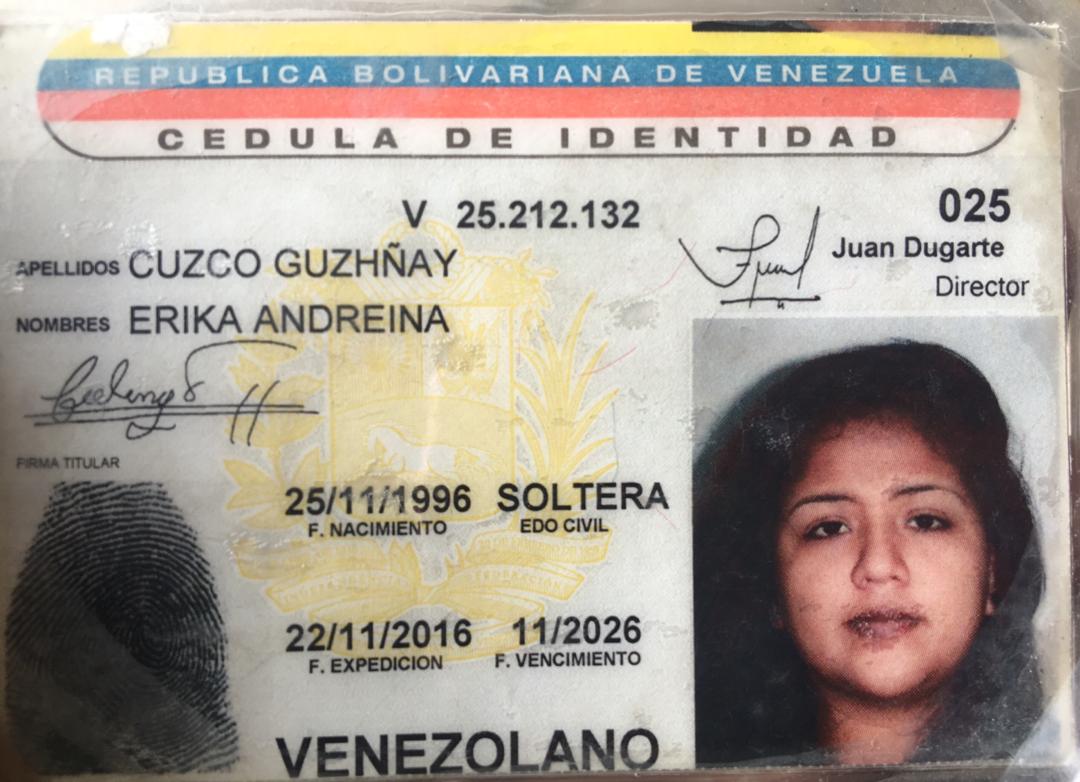 REPUBLICA BOLIVARIANA DE VENEZUELA
CEDULA DE IDENTIDAD
V 25.212.132
025
Juan Dugarte
Director
APELLIDOS CUZCO GUZHÑAY
NOMBRES ERIKA ANDREINA
FIRMA TITULAR
25/11/1996 SOLTERA
F. NACIMIENTO EDO CIVIL
22/11/2016 11/2026
F. EXPEDICION F. VENCIMIENTO
VENEZOLANO